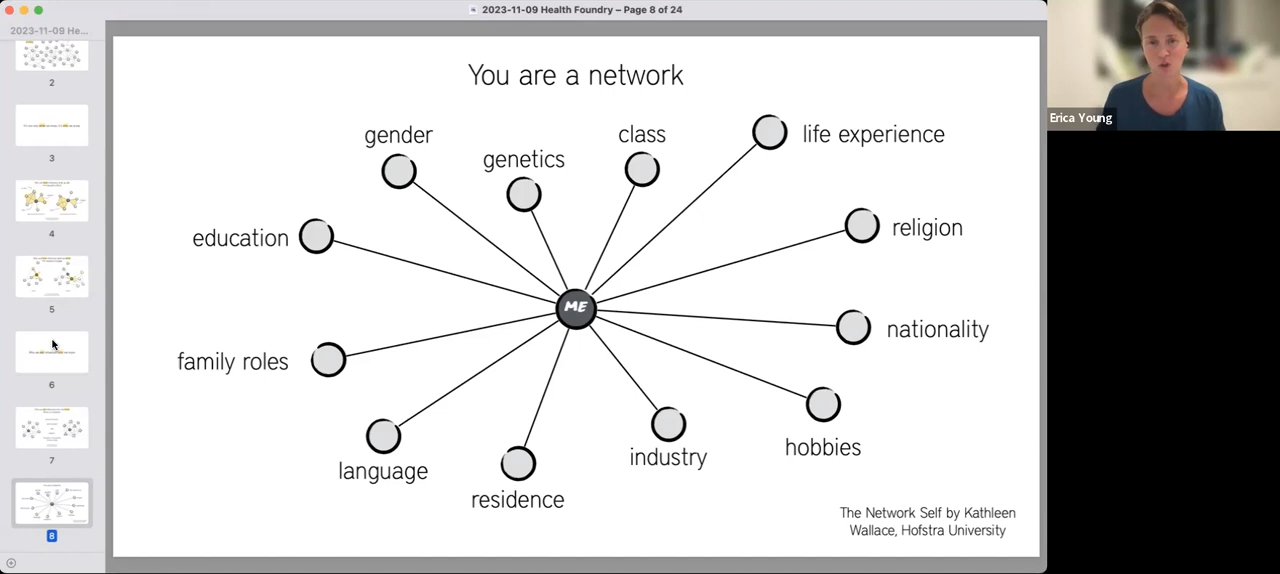 2023-11-09 Health Foundry – Page 8 of 24
2023-11-09 He...
2
3
4
5
6
7
8
You are a network
gender
genetics
class
life experience
education
religion
ME
nationality
family roles
hobbies
language
industry
residence
The Network Self by Kathleen
Wallace, Hofstra University
Erica Young